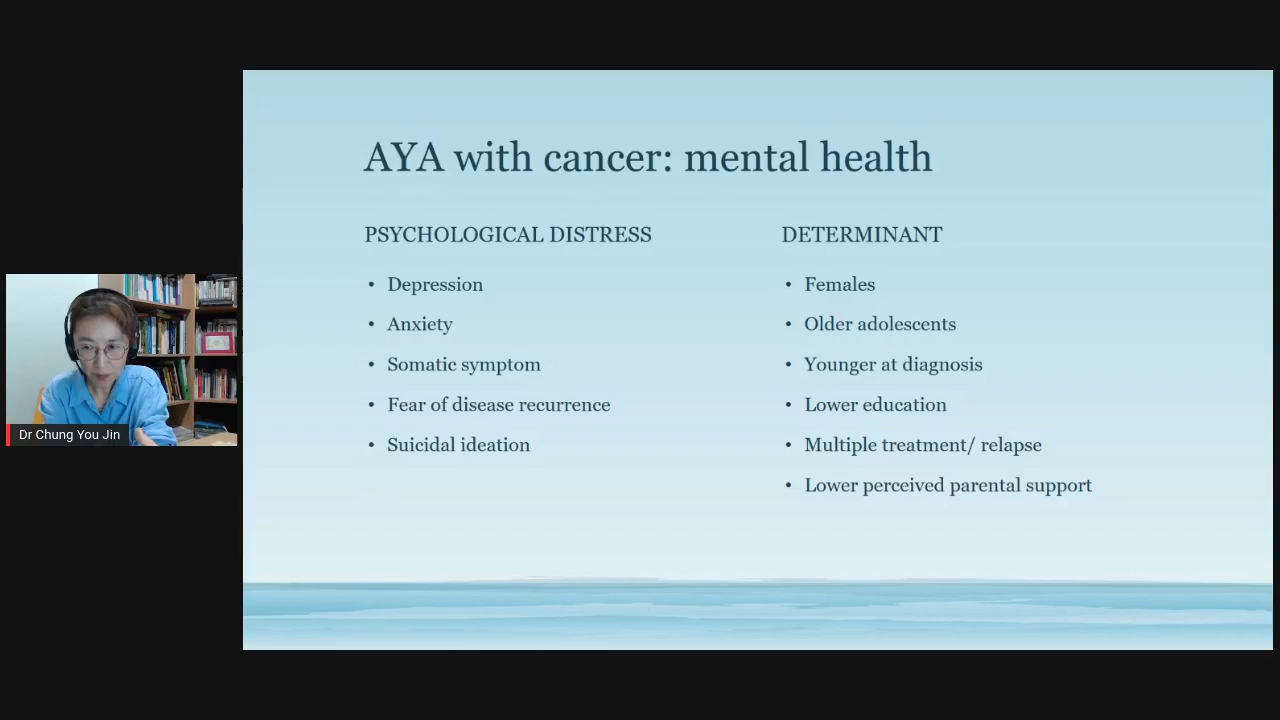 AYA with cancer: mental health
PSYCHOLOGICAL DISTRESS
• Depression
• Anxiety
• Somatic symptom
• Fear of disease recurrence
• Suicidal ideation
DETERMINANT
• Females
• Older adolescents
• Younger at diagnosis
• Lower education
• Multiple treatment/ relapse
• Lower perceived parental support
Dr Chung You Jin